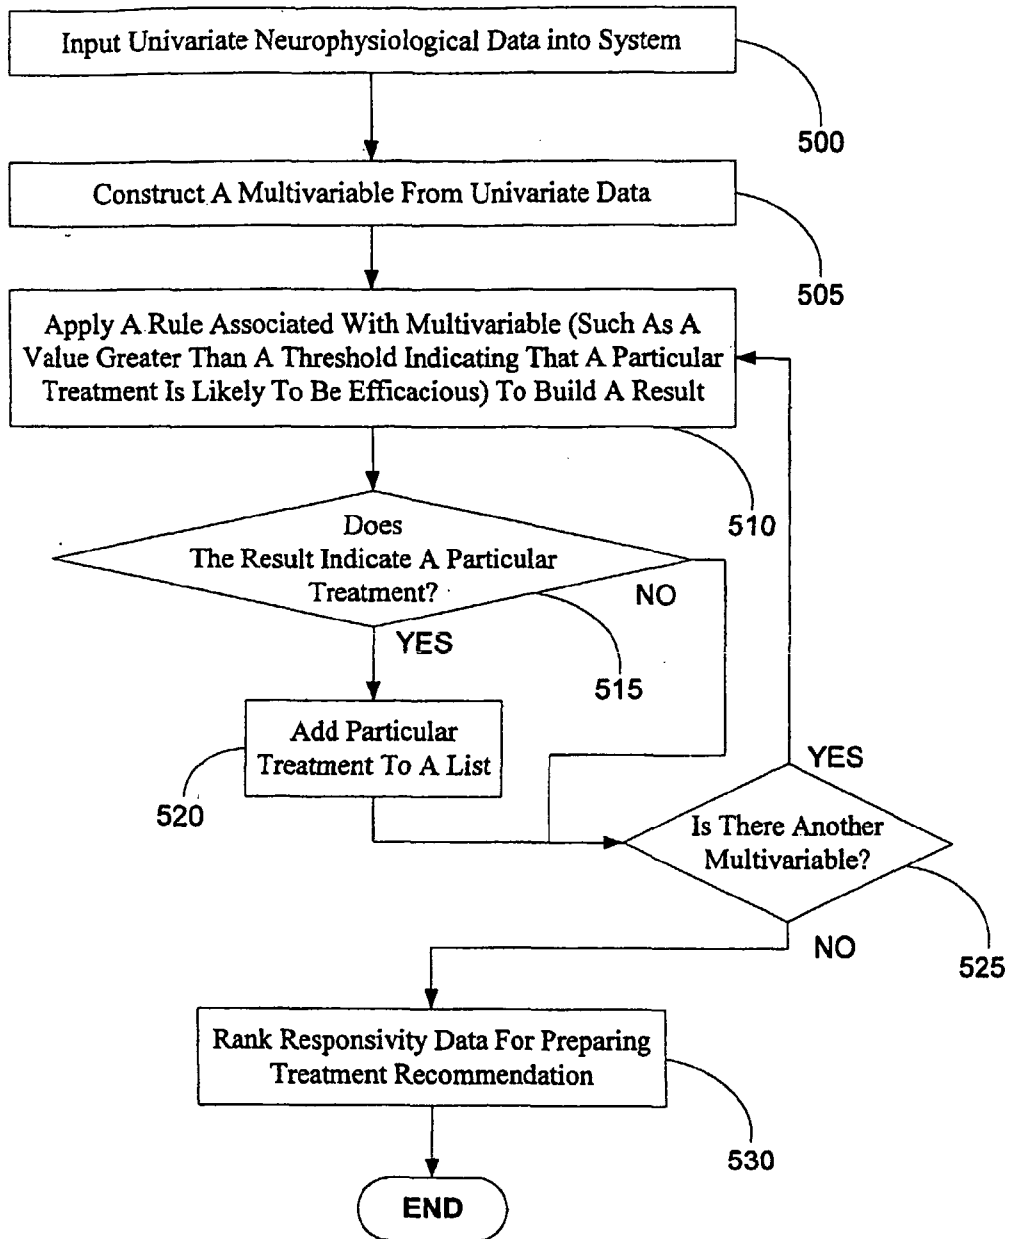 Input Univariate Neurophysiological Data into System
500
Construct A Multivariable From Univariate Data
505
Apply A Rule Associated With Multivariable (Such As A
Value Greater Than A Threshold Indicating That A Particular
Treatment Is Likely To Be Efficacious) To Build A Result
510
Does
The Result Indicate A Particular
Treatment?
NO
YES
515
Add Particular
Treatment To A List
520
YES
Is There Another
Multivariable?
NO
525
Rank Responsivity Data For Preparing
Treatment Recommendation
530
END